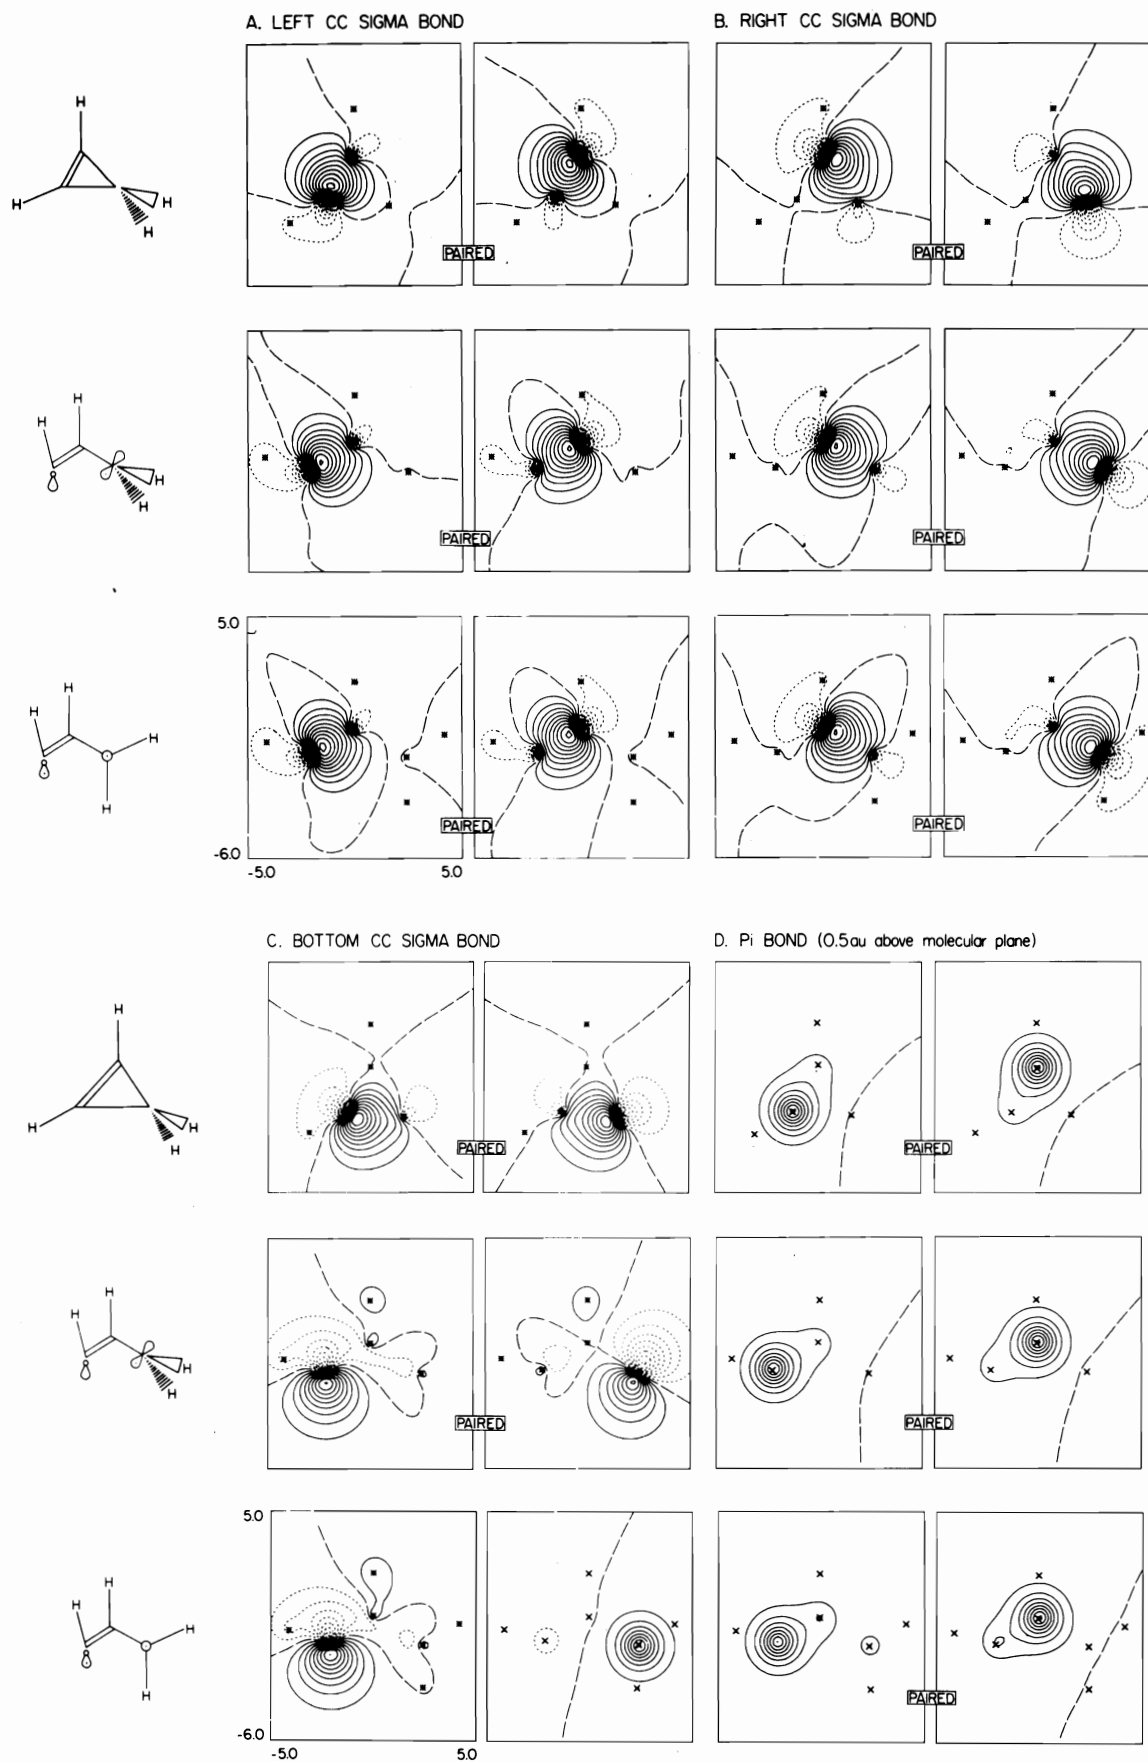 A. LEFT CC SIGMA BOND
B. RIGHT CC SIGMA BOND
H
H
H
H
PAIRED
PAIRED
H
H
H
H
PAIRED
PAIRED
5.0
H
H
H
H
PAIRED
PAIRED
-6.0
-5.0
5.0
C. BOTTOM CC SIGMA BOND
D. Pi BOND (0.5au above molecular plane)
H
H
H
H
PAIRED
PAIRED
H
H
H
H
PAIRED
PAIRED
5.0
H
H
H
H
PAIRED
-6.0
-5.0
5.0